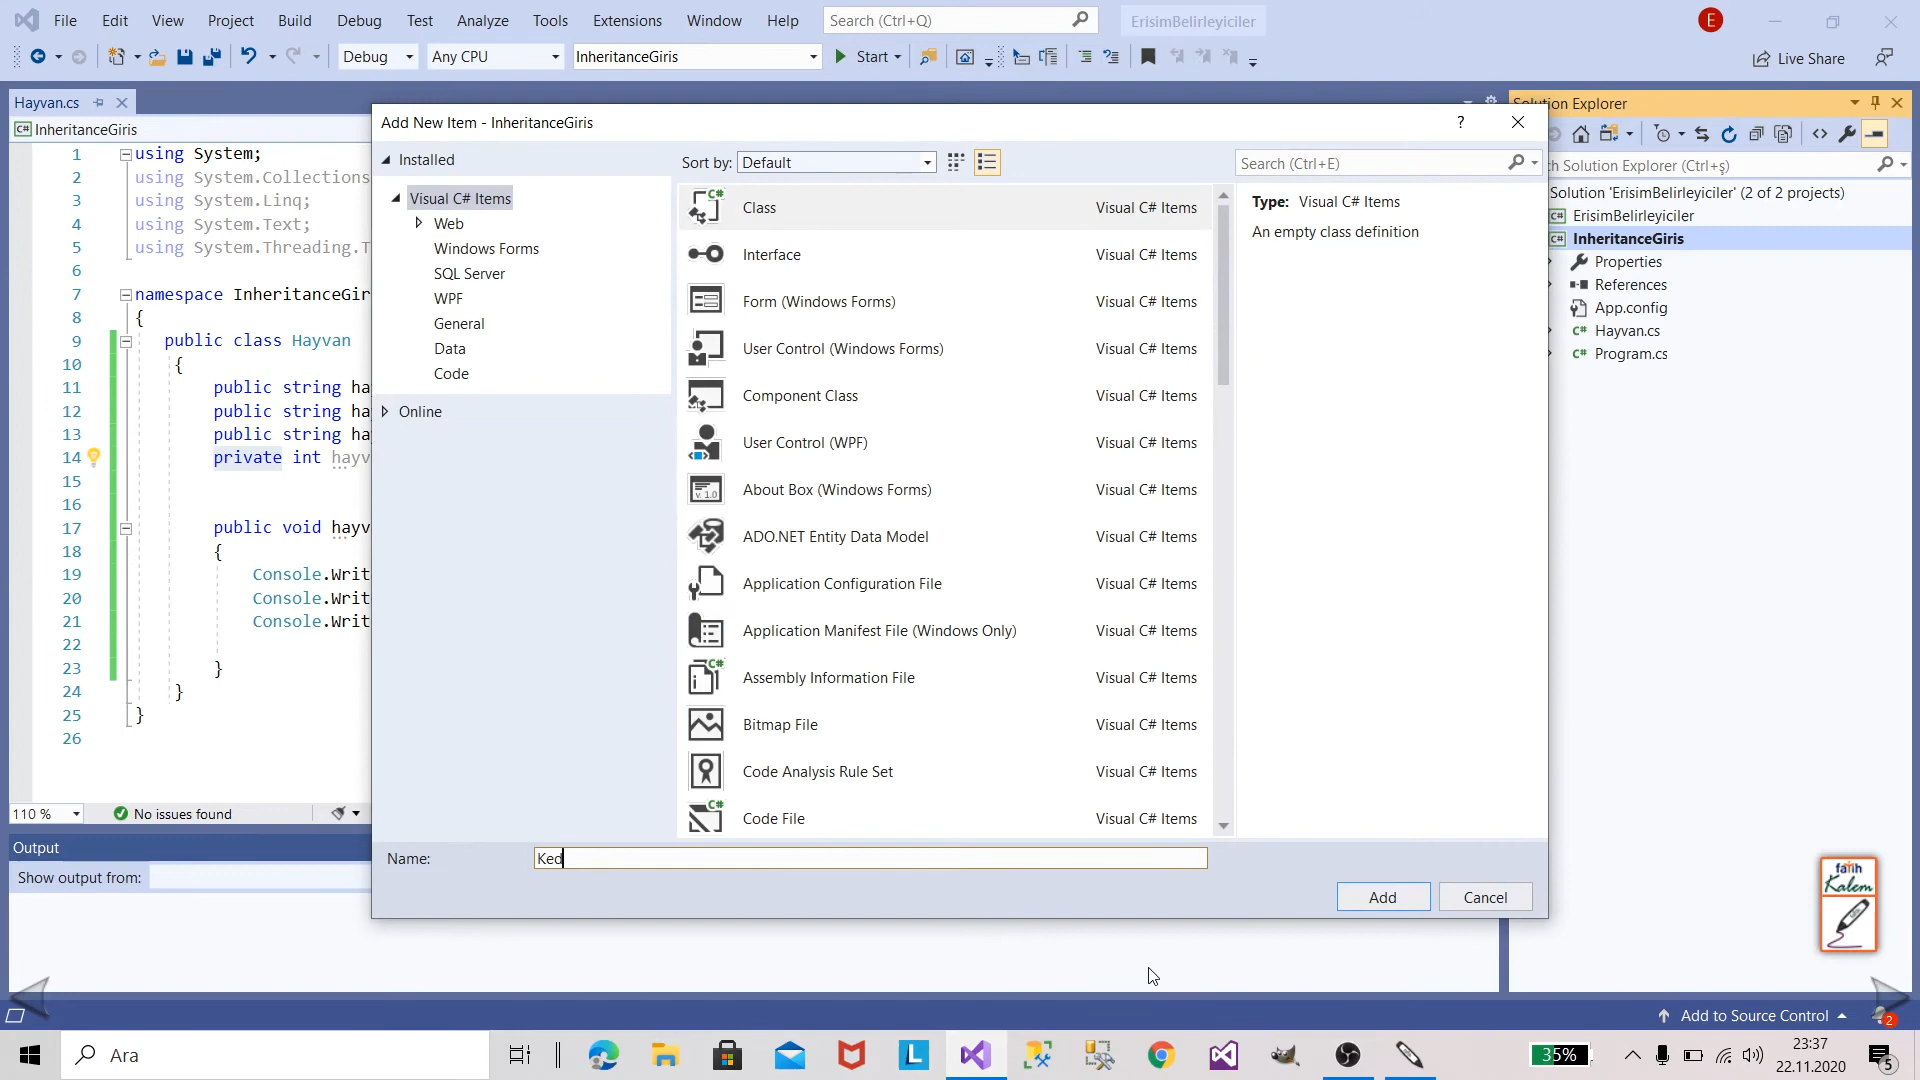 File Edit View Project Build Debug Test Analyze Tools Extensions Window Help Search (Ctrl+Q) ErisimBelirleyiciler E
Debug Any CPU InheritanceGiris Start Live Share
Hayvan.cs
InheritanceGiris
1 using System;
2 using System.Collections
3 using System.Linq;
4 using System.Text;
5 using System.Threading.T
6
7 namespace InheritanceGir
8 {
9 public class Hayvan
10 {
11 public string ha
12 public string ha
13 public string ha
14 private int hayv
15
16
17 public void hayv
18 {
19 Console.Writ
20 Console.Writ
21 Console.Writ
22
23 }
24 }
25 }
26
110 % No issues found
Output
Show output from:
Add New Item - InheritanceGiris ?
Installed
Visual C# Items
Web
Windows Forms
SQL Server
WPF
General
Data
Code
Online
Sort by: Default
Search (Ctrl+E)
Class Visual C# Items
Interface Visual C# Items
Form (Windows Forms) Visual C# Items
User Control (Windows Forms) Visual C# Items
Component Class Visual C# Items
User Control (WPF) Visual C# Items
About Box (Windows Forms) Visual C# Items
ADO.NET Entity Data Model Visual C# Items
Application Configuration File Visual C# Items
Application Manifest File (Windows Only) Visual C# Items
Assembly Information File Visual C# Items
Bitmap File Visual C# Items
Code Analysis Rule Set Visual C# Items
Code File Visual C# Items
Type: Visual C# Items
An empty class definition
Name: Ked
Add Cancel
Solution Explorer
ch Solution Explorer (Ctrl+ş)
Solution 'ErisimBelirleyiciler' (2 of 2 projects)
C# ErisimBelirleyiciler
C# InheritanceGiris
Properties
References
App.config
C# Hayvan.cs
C# Program.cs
fatih
Kalem
Add to Source Control 2
Ara
L
35%
23:37
22.11.2020
5